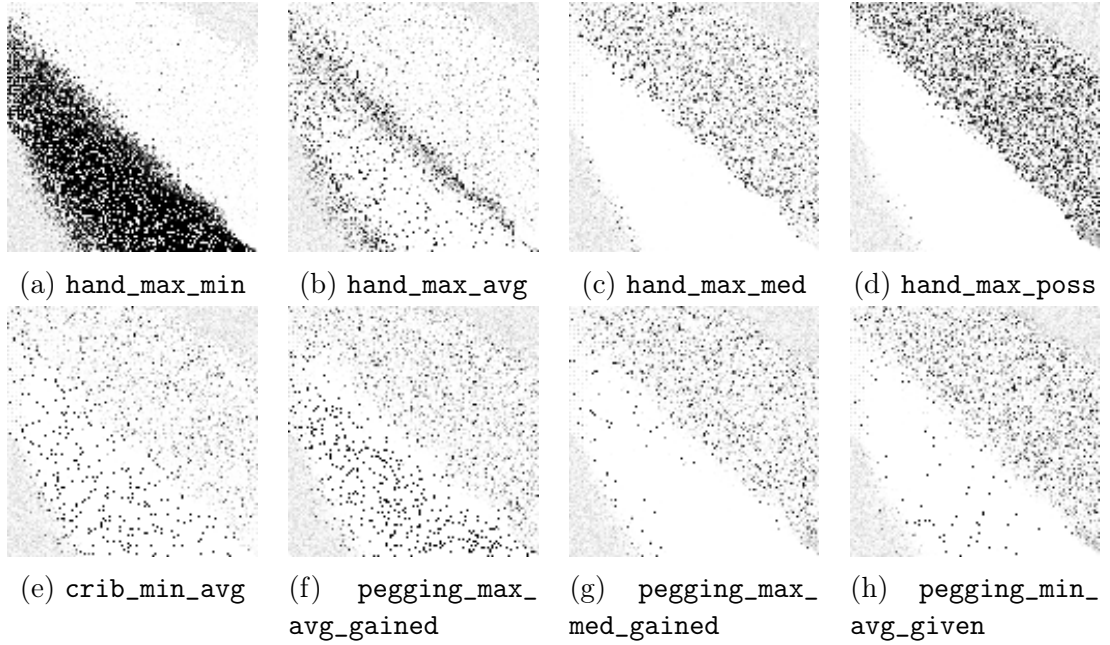 (a) hand_max_min (b) hand_max_avg (c) hand_max_med (d) hand_max_poss
(e) crib_min_avg (f) pegging_max_ (g) pegging_max_ (h) pegging_min_
avg_gained med_gained avg_given